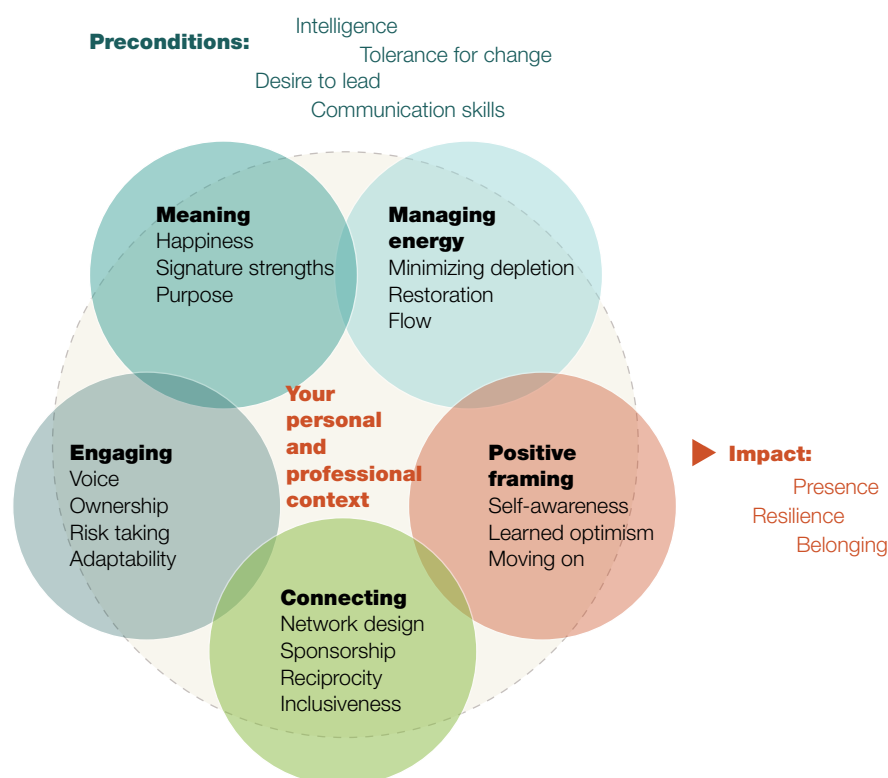 Preconditions:
Intelligence
Tolerance for change
Desire to lead
Communication skills
Meaning
Happiness
Signature strengths
Purpose
Managing
energy
Minimizing depletion
Restoration
Flow
Your
personal
and
professional
context
Engaging
Voice
Ownership
Risk taking
Adaptability
Positive
framing
Self-awareness
Learned optimism
Moving on
Connecting
Network design
Sponsorship
Reciprocity
Inclusiveness
Impact:
Presence
Resilience
Belonging